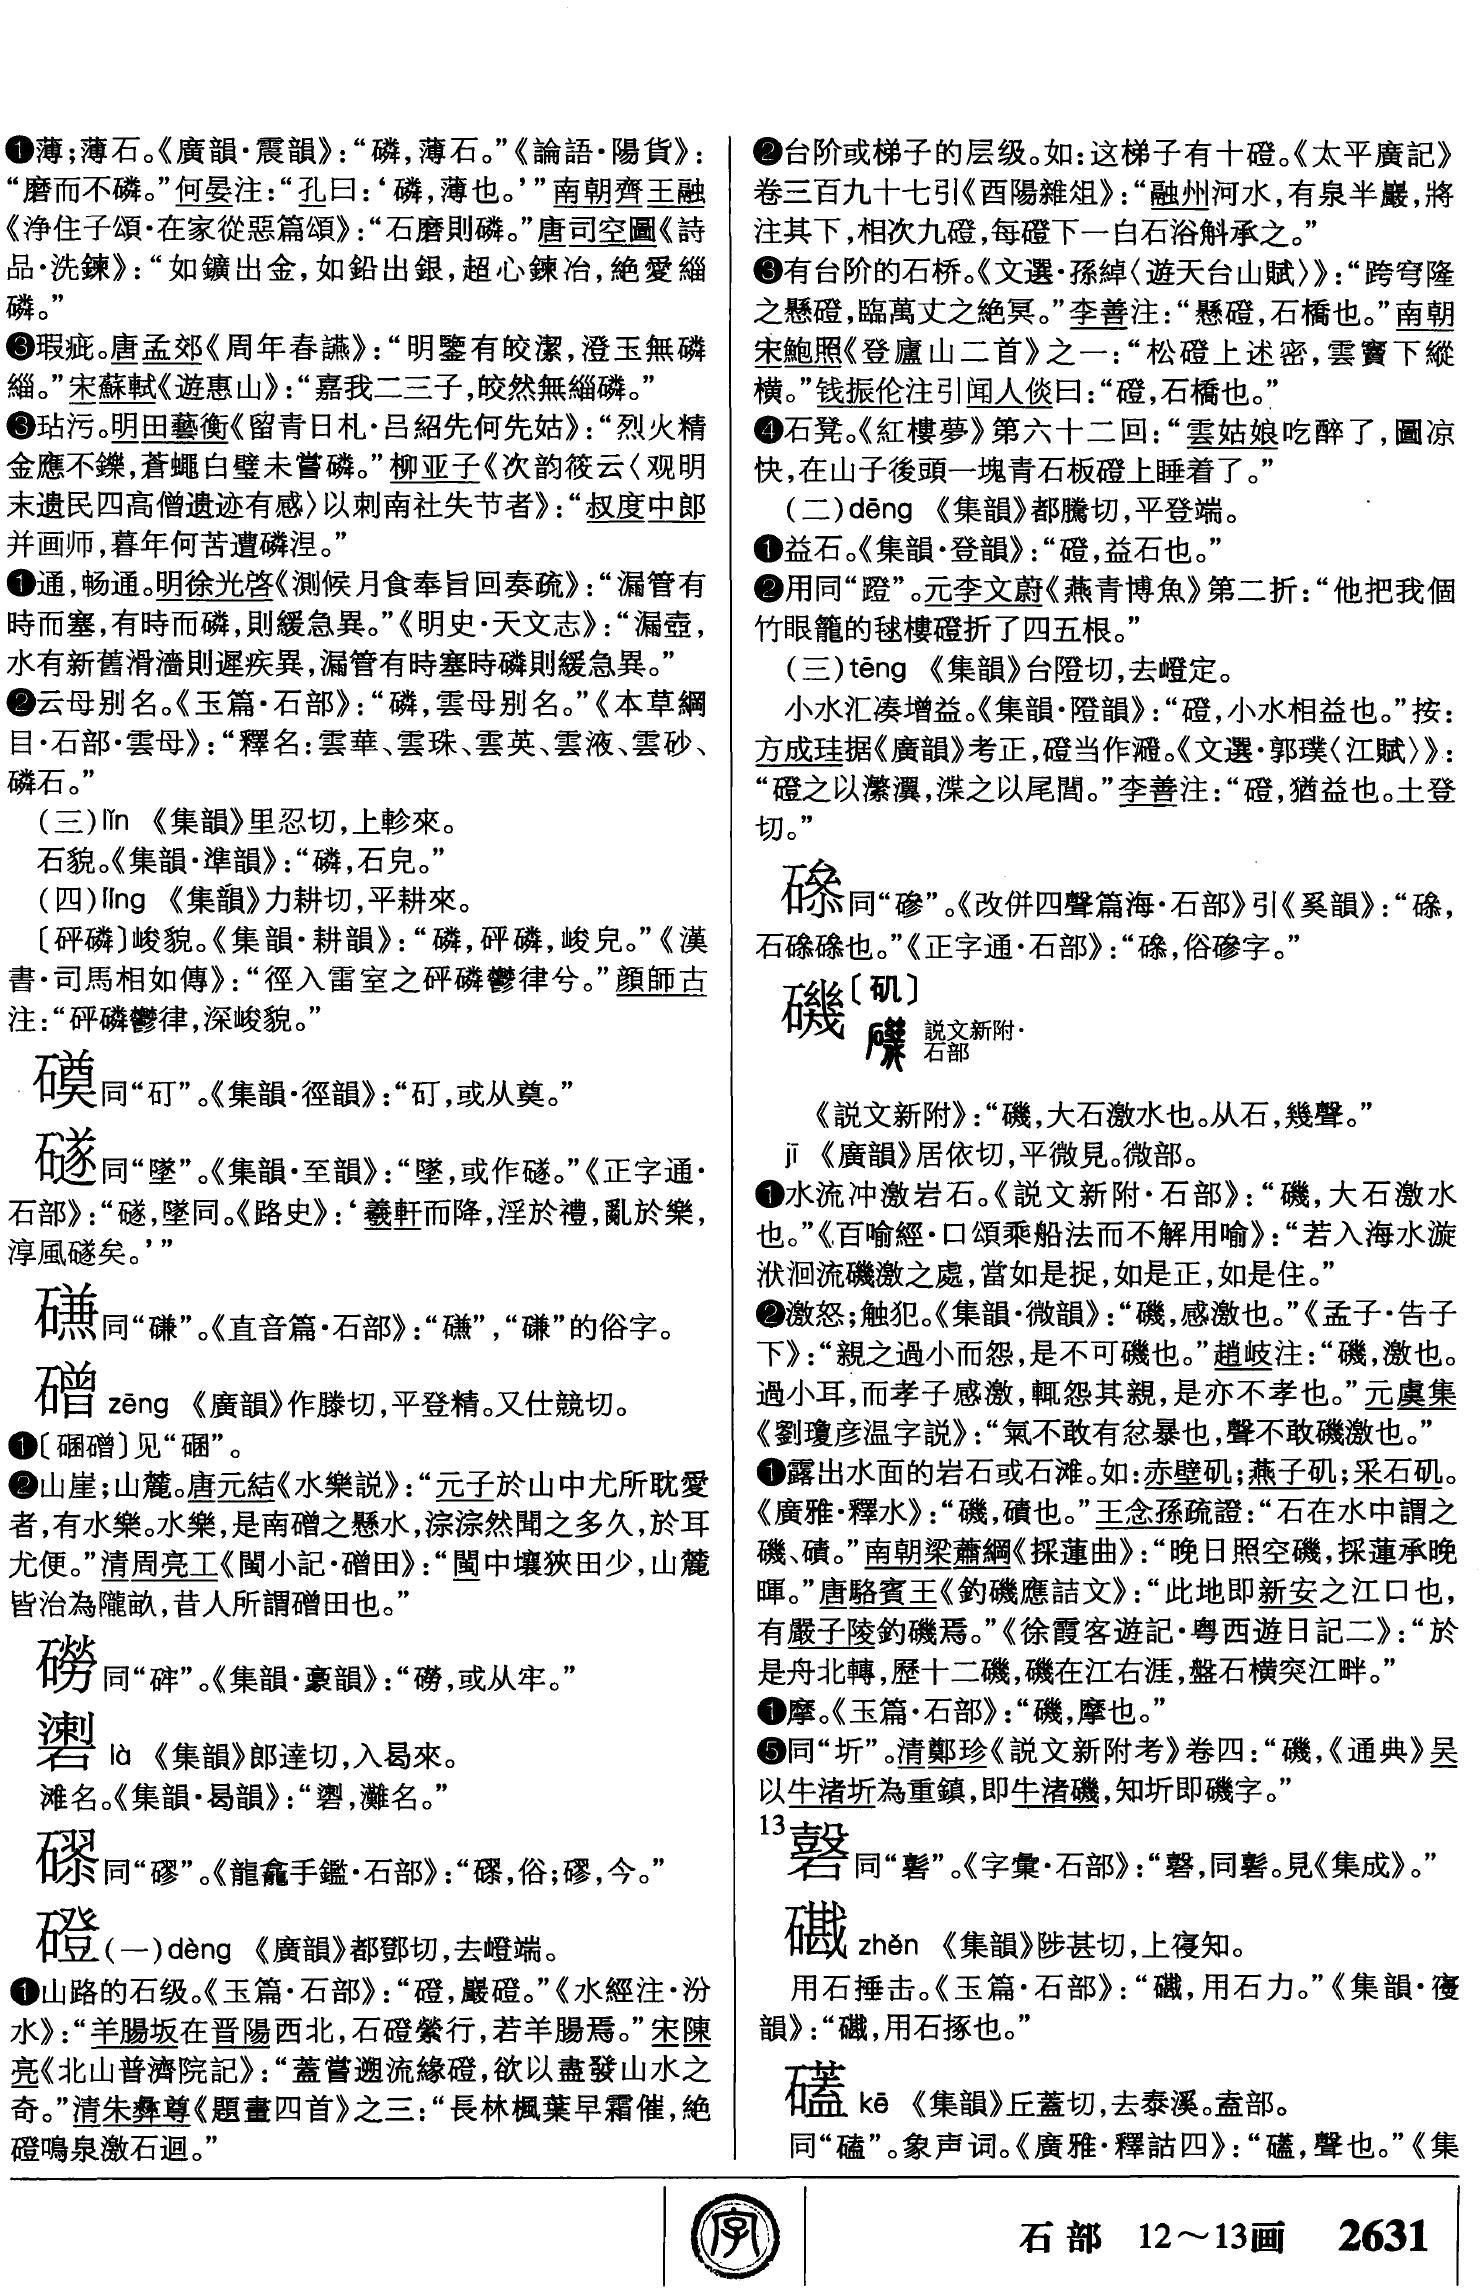 ❶薄;薄石。《廣韻·震韻》:“磷,薄石。”《論語·陽貨》:
“磨而不磷。”何晏注:“孔曰:‘磷,薄也。’”南朝齊王融
《浄住子頌·在家從惡篇頌》:“石磨則磷。”唐司空圖《詩
品·洗鍊》:“如鑛出金,如鉛出銀,超心鍊冶,絶愛緇
磷。”
❸瑕疵。唐孟郊《周年春讌》:“明鑒有皎潔,澄玉無磷
緇。”宋蘇軾《遊惠山》:“嘉我二三子,皎然無緇磷。”
❸玷污。明田藝衡《留青日札·吕紹先何先姑》:“烈火精
金應不鑠,蒼蠅白璧未嘗磷。”柳亚子《次韵筱云〈观明
末遗民四高僧遗迹有感〉以刺南社失节者》:“叔度中郎
并画师,暮年何苦遭磷涅。”
❶通,畅通。明徐光啓《測候月食奉旨回奏疏》:“漏管有
時而塞,有時而磷,則緩急異。”《明史·天文志》:“漏壺,
水有新舊滑濇則遲疾異,漏管有時塞時磷則緩急異。”
❷云母别名。《玉篇·石部》:“磷,雲母别名。”《本草綱
目·石部·雲母》:“釋名:雲華、雲珠、雲英、雲液、雲砂、
磷石。”
(三)lǐn 《集韻》里忍切,上軫來。
石貌。《集韻·準韻》:“磷,石皃。”
(四)líng 《集韻》力耕切,平耕來。
〔砰磷〕峻貌。《集韻·耕韻》:“磷,砰磷,峻皃。”《漢
書·司馬相如傳》:“徑入雷室之砰磷鬱律兮。”顔師古
注:“砰磷鬱律,深峻貌。”
同“矴”。《集韻·徑韻》:“矴,或从奠。”
䃍同“墜”。《集韻·至韻》:“墜,或作䃍。”《正字通·
石部》:“䃍,墜同。《路史》:‘羲軒而降,淫於禮,亂於樂,
淳風䃍矣。’”
同“磏”。《直音篇·石部》:“”,“磏”的俗字。
磳 zēng 《廣韻》作滕切,平登精。又仕兢切。
❶〔硱磳〕见“硱”。
❷山崖;山麓。唐元結《水樂説》:“元子於山中尤所耽愛
者,有水樂。水樂,是南磳之懸水,淙淙然聞之多久,於耳
尤便。”清周亮工《閩小記·磳田》:“閩中壤狹田少,山麓
皆治為隴畝,昔人所謂磳田也。”
磱同“硓”。《集韻·豪韻》:“磱,或从牢。”
là 《集韻》郎達切,入曷來。
滩名。《集韻·曷韻》:“,灘名。”
同“磟”。《龍龕手鑑·石部》:“,俗;磟,今。”
磴(一)dèng 《廣韻》都鄧切,去嶝端。
❶山路的石级。《玉篇·石部》:“磴,巖磴。”《水經注·汾
水》:“羊腸坂在晋陽西北,石磴縈行,若羊腸焉。”宋陳
亮《北山普濟院記》:“蓋嘗遡流緣磴,欲以盡發山水之
奇。”清朱彝尊《題畫四首》之三:“長林楓葉早霜催,絶
磴鳴泉激石迴。”
❷台阶或梯子的层级。如:这梯子有十磴。《太平廣記》
卷三百九十七引《酉陽雜俎》:“融州河水,有泉半巖,將
注其下,相次九磴,每磴下一白石浴斛承之。”
❸有台阶的石桥。《文選·孫綽〈遊天台山賦〉》:“跨穹隆
之懸磴,臨萬丈之絶冥。”李善注:“懸磴,石橋也。”南朝
宋鮑照《登廬山二首》之一:“松磴上迷密,雲竇下縱
横。”钱振伦注引闻人倓曰:“磴,石橋也。”
❹石凳。《紅樓夢》第六十二回:“雲姑娘吃醉了,圖凉
快,在山子後頭一塊青石板磴上睡着了。”
(二)dēng 《集韻》都騰切,平登端。
❶益石。《集韻·登韻》:“磴,益石也。”
❷用同“蹬”。元李文蔚《燕青博魚》第二折:“他把我個
竹眼籠的毬樓磴折了四五根。”
(三)tēng 《集韻》台隥切,去嶝定。
小水汇凑增益。《集韻·隥韻》:“磴,小水相益也。”按:
方成珪据《廣韻》考正,磴当作澄。《文選·郭璞〈江賦〉》:
“磴之以瀿瀷,渫之以尾閭。”李善注:“磴,猶益也。土登
切。”
同“磣”。《改併四聲篇海·石部》引《奚韻》:“,
石也。”《正字通·石部》:“,俗磣字。”
磯〔矶〕
説文新附·
石部
《説文新附》:“磯,大石激水也。从石,幾聲。”
jī 《廣韻》居依切,平微見。微部。
❶水流冲激岩石。《説文新附·石部》:“磯,大石激水
也。”《百喻經·口頌乘船法而不解用喻》:“若入海水漩
洑洄流磯激之處,當如是捉,如是正,如是住。”
❷激怒;触犯。《集韻·微韻》:“磯,感激也。”《孟子·告子
下》:“親之過小而怨,是不可磯也。”趙岐注:“磯,激也。
過小耳,而孝子感激,輒怨其親,是亦不孝也。”元虞集
《劉瓊彦温字説》:“氣不敢有忿暴也,聲不敢磯激也。”
❶露出水面的岩石或石滩。如:赤壁矶;燕子矶;采石矶。
《廣雅·釋水》:“磯,磧也。”王念孫疏證:“石在水中謂之
磯、磧。”南朝梁蕭綱《採蓮曲》:“晚日照空磯,採蓮承晚
暉。”唐駱賓王《釣磯應詰文》:“此地即新安之江口也,
有嚴子陵釣磯焉。”《徐霞客遊記·粤西遊日記二》:“於
是舟北轉,歷十二磯,磯在江右涯,盤石横突江畔。”
❶摩。《玉篇·石部》:“磯,摩也。”
❺同“圻”。清鄭珍《説文新附考》卷四:“磯,《通典》吴
以牛渚圻為重鎮,即牛渚磯,知圻即磯字。”
13
同“”。《字彙·石部》:“,同。見《集成》。”
zhěn 《集韻》陟甚切,上寑知。
用石捶击。《玉篇·石部》:“,用石力。”《集韻·寑
韻》:“,用石揼也。”
礚 kē 《集韻》丘蓋切,去泰溪。盍部。
同“磕”。象声词。《廣雅·釋詁四》:“礚,聲也。”《集
字
石部 12～13画 2631